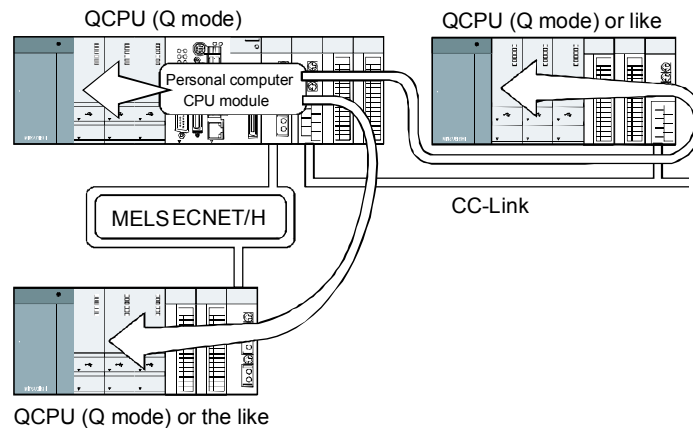 QCPU (Q mode)
QCPU (Q mode) or like
Personal computer
CPU module
CC-Link
MELSECNET/H
QCPU (Q mode) or the like